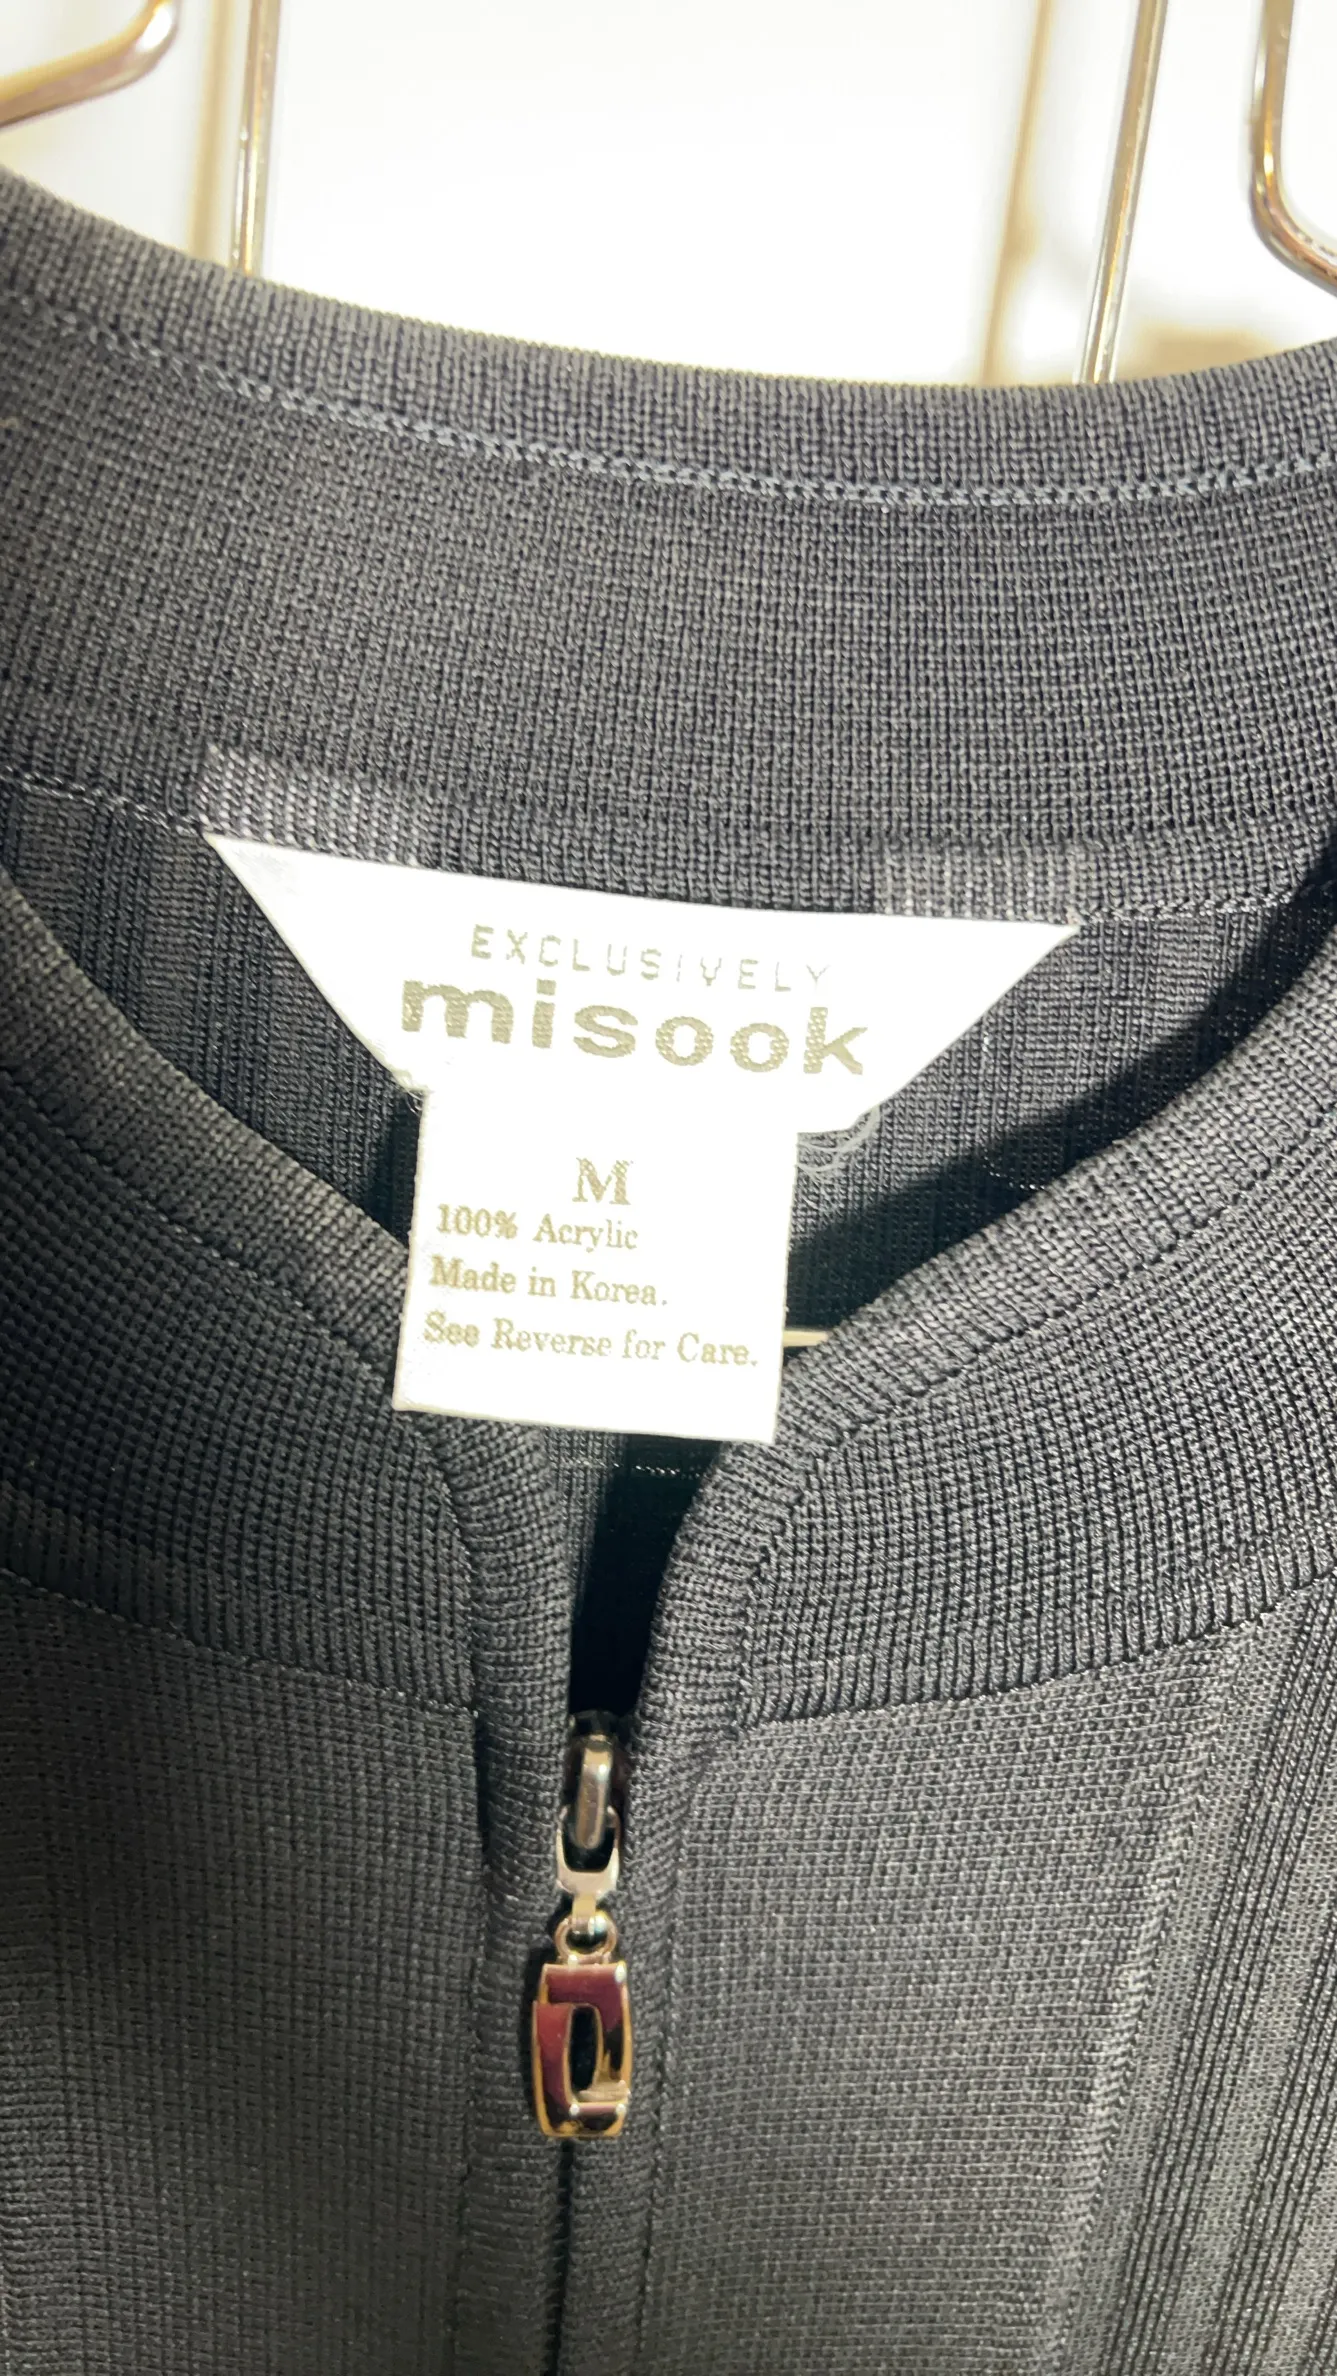 EXCLUSIVELY
misook
M
100% Acrylic
Made in Korea.
See Reverse for Care.